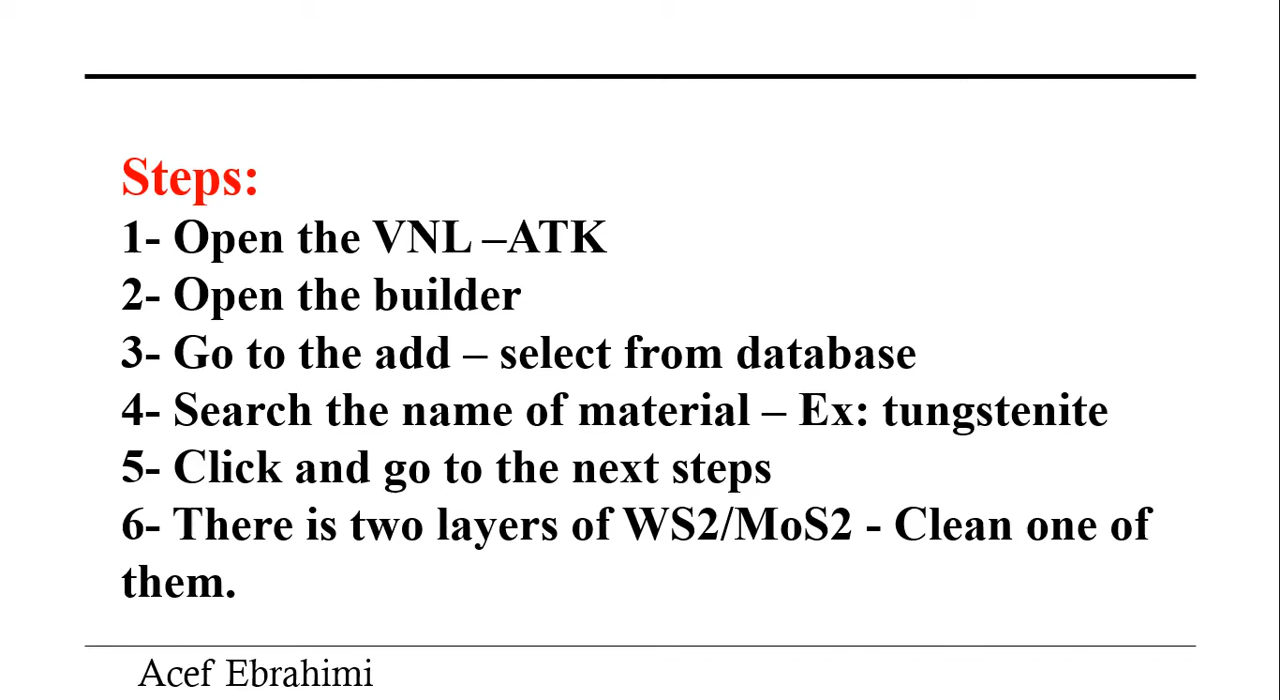 Steps:
1- Open the VNL –ATK
2- Open the builder
3- Go to the add – select from database
4- Search the name of material – Ex: tungstenite
5- Click and go to the next steps
6- There is two layers of WS2/MoS2 - Clean one of
them.
Acef Ebrahimi